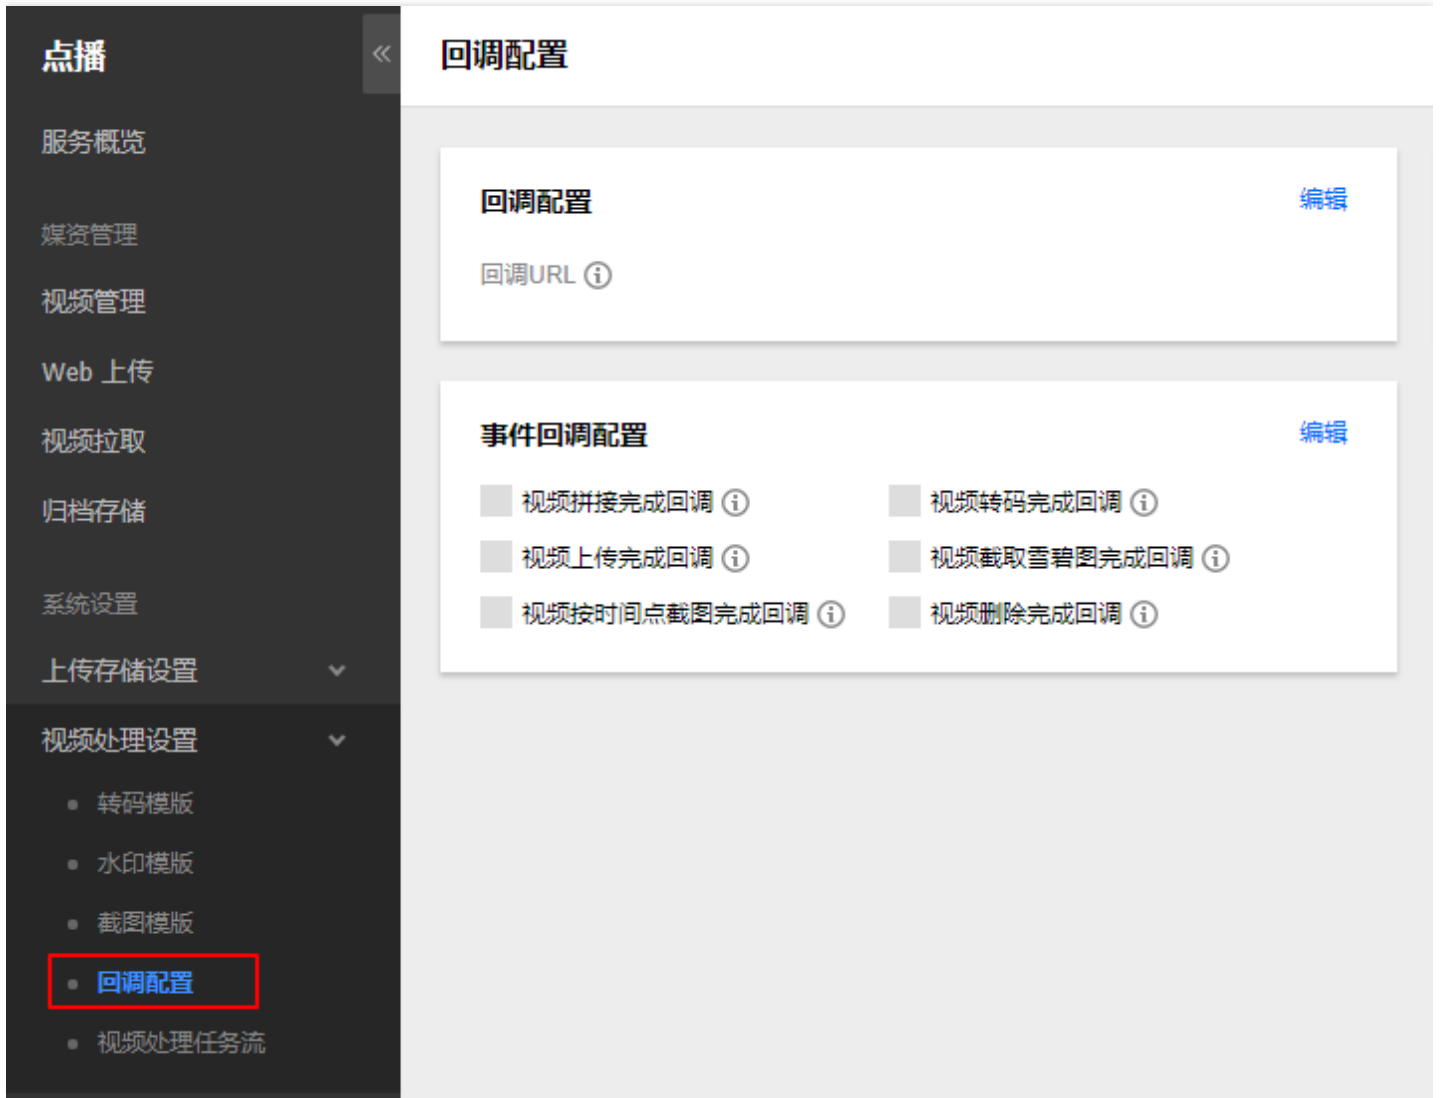 点播
服务概览
媒资管理
视频管理
Web 上传
视频拉取
归档存储
系统设置
上传存储设置
视频处理设置
转码模版
水印模版
截图模版
回调配置
视频处理任务流
回调配置
回调配置 编辑
回调URL
事件回调配置 编辑
视频拼接完成回调 视频转码完成回调
视频上传完成回调 视频截取雪碧图完成回调
视频按时间点截图完成回调 视频删除完成回调